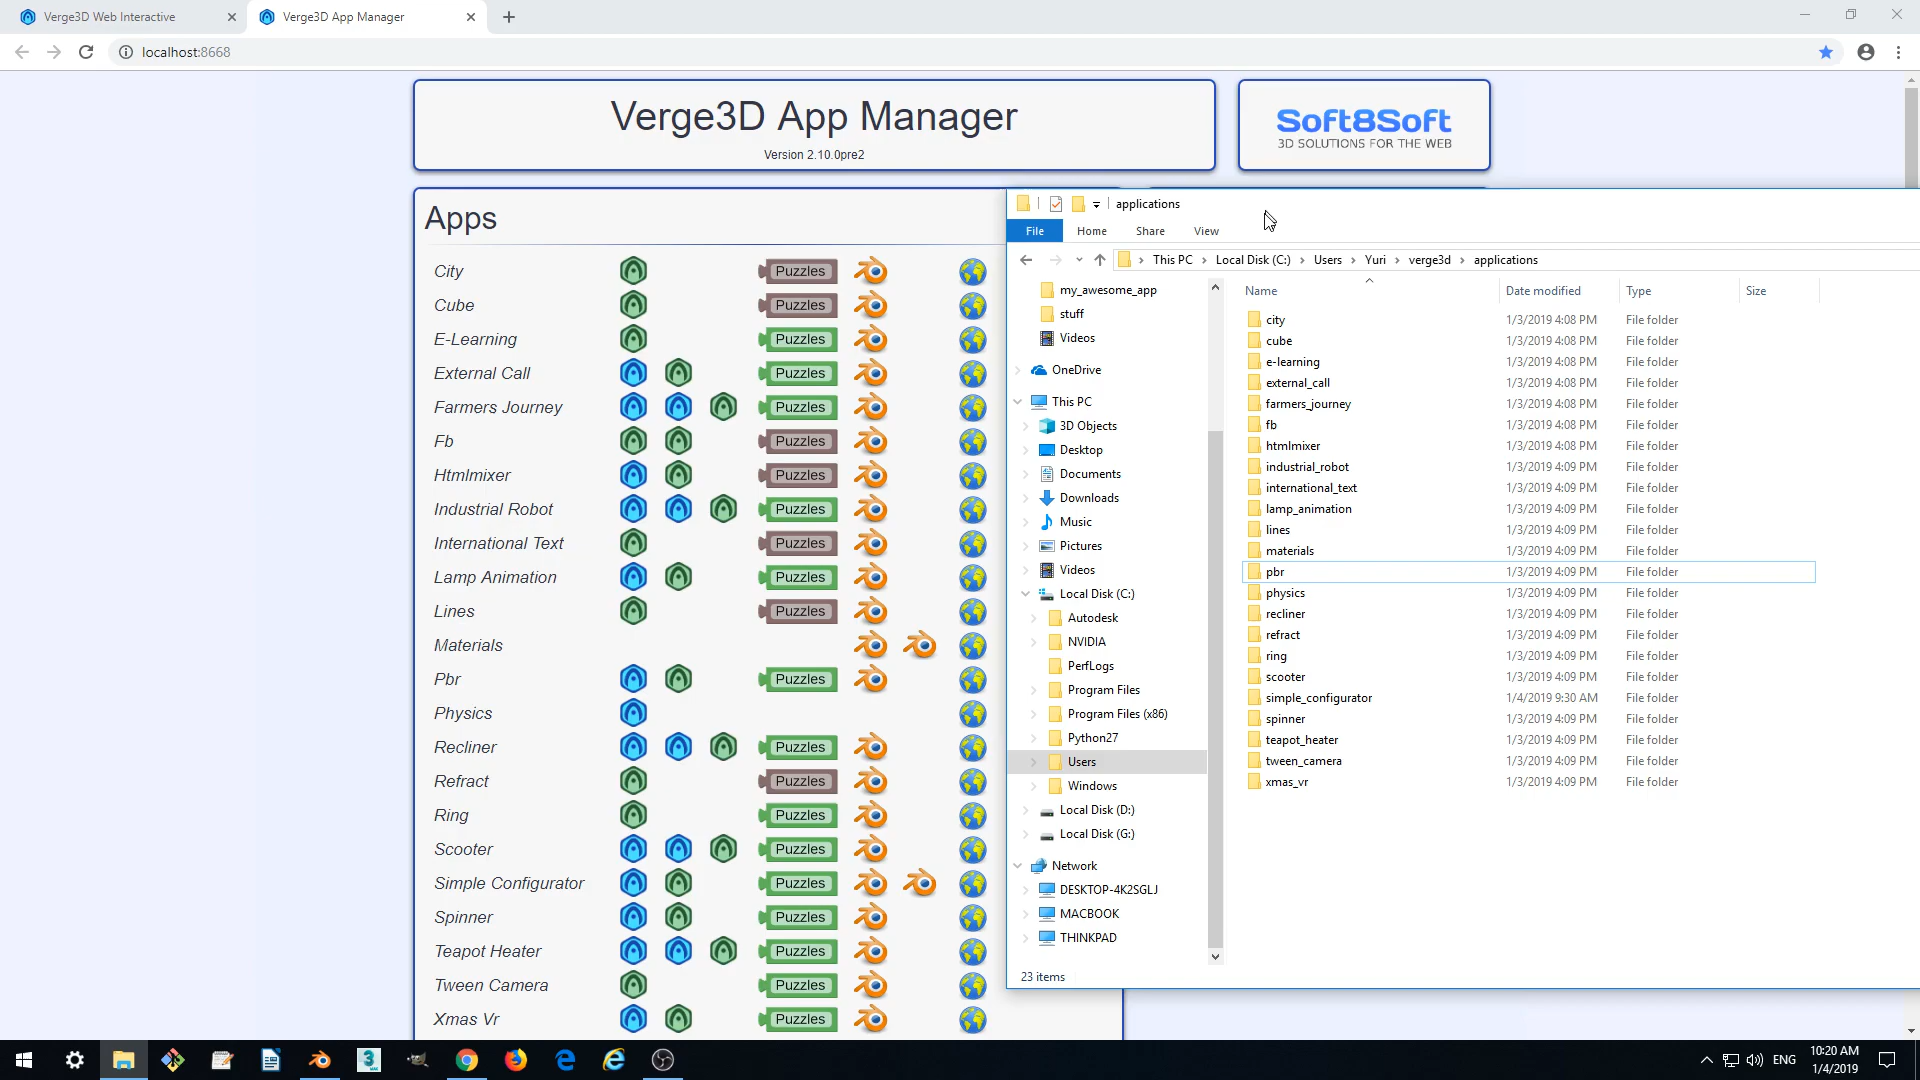 Verge3D Web Interactive
Verge3D App Manager
localhost:8668
Verge3D App Manager
Version 2.10.0pre2
Soft8Soft
3D SOLUTIONS FOR THE WEB
Apps
City Puzzles
Cube Puzzles
E-Learning Puzzles
External Call Puzzles
Farmers Journey Puzzles
Fb Puzzles
Htmlmixer Puzzles
Industrial Robot Puzzles
International Text Puzzles
Lamp Animation Puzzles
Lines Puzzles
Materials
Pbr Puzzles
Physics
Recliner Puzzles
Refract Puzzles
Ring Puzzles
Scooter Puzzles
Simple Configurator Puzzles
Spinner Puzzles
Teapot Heater Puzzles
Tween Camera Puzzles
Xmas Vr Puzzles
applications
File Home Share View
This PC Local Disk (C:) Users Yuri verge3d applications
my_awesome_app
stuff
Videos
OneDrive
This PC
3D Objects
Desktop
Documents
Downloads
Music
Pictures
Videos
Local Disk (C:)
Autodesk
NVIDIA
PerfLogs
Program Files
Program Files (x86)
Python27
Users
Windows
Local Disk (D:)
Local Disk (G:)
Network
DESKTOP-4K2SGLJ
MACBOOK
THINKPAD
Name Date modified Type Size
city 1/3/2019 4:08 PM File folder
cube 1/3/2019 4:08 PM File folder
e-learning 1/3/2019 4:08 PM File folder
external_call 1/3/2019 4:08 PM File folder
farmers_journey 1/3/2019 4:08 PM File folder
fb 1/3/2019 4:08 PM File folder
htmlmixer 1/3/2019 4:08 PM File folder
industrial_robot 1/3/2019 4:09 PM File folder
international_text 1/3/2019 4:09 PM File folder
lamp_animation 1/3/2019 4:09 PM File folder
lines 1/3/2019 4:09 PM File folder
materials 1/3/2019 4:09 PM File folder
pbr 1/3/2019 4:09 PM File folder
physics 1/3/2019 4:09 PM File folder
recliner 1/3/2019 4:09 PM File folder
refract 1/3/2019 4:09 PM File folder
ring 1/3/2019 4:09 PM File folder
scooter 1/3/2019 4:09 PM File folder
simple_configurator 1/4/2019 9:30 AM File folder
spinner 1/3/2019 4:09 PM File folder
teapot_heater 1/3/2019 4:09 PM File folder
tween_camera 1/3/2019 4:09 PM File folder
xmas_vr 1/3/2019 4:09 PM File folder
23 items
3
ENG
10:20 AM
1/4/2019